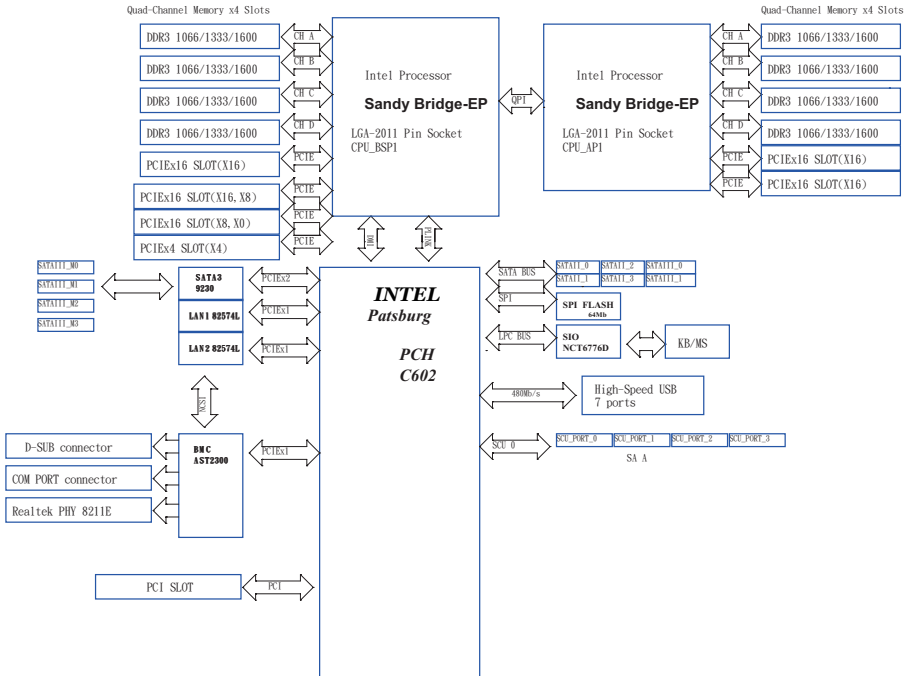 Quad-Channel Memory x4 Slots
Quad-Channel Memory x4 Slots
DDR3 1066/1333/1600
CH A
DDR3 1066/1333/1600
CH B
DDR3 1066/1333/1600
CH C
DDR3 1066/1333/1600
CH D
PCIEx16 SLOT(X16)
PCIE
PCIEx16 SLOT(X16,X8)
PCIE
PCIEx16 SLOT(X8,X0)
PCIE
PCIEx4 SLOT(X4)
PCIE
Intel Processor
Sandy Bridge-EP
LGA-2011 Pin Socket
CPU_BSP1
QPI
Intel Processor
Sandy Bridge-EP
LGA-2011 Pin Socket
CPU_AP1
CH A
DDR3 1066/1333/1600
CH B
DDR3 1066/1333/1600
CH C
DDR3 1066/1333/1600
CH D
DDR3 1066/1333/1600
PCIE
PCIEx16 SLOT(X16)
PCIE
PCIEx16 SLOT(X16)
DMI
PLINK
SATAIII_M0
SATAIII_M1
SATAIII_M2
SATAIII_M3
SATA3
9230
PCIEx2
LAN1 82574L
PCIEx1
LAN2 82574L
PCIEx1
NCSI
INTEL
Patsburg
PCH
C602
SATA BUS
SATAII_0
SATAII_2
SATAIII_0
SATAII_1
SATAII_3
SATAIII_1
SPI
SPI FLASH
64Mb
LPC BUS
SIO
NCT6776D
KB/MS
480Mb/s
High-Speed USB
7 ports
SCU 0
SCU_PORT_0
SCU_PORT_1
SCU_PORT_2
SCU_PORT_3
SA A
D-SUB connector
COM PORT connector
Realtek PHY 8211E
BMC
AST2300
PCIEx1
PCI SLOT
PCI